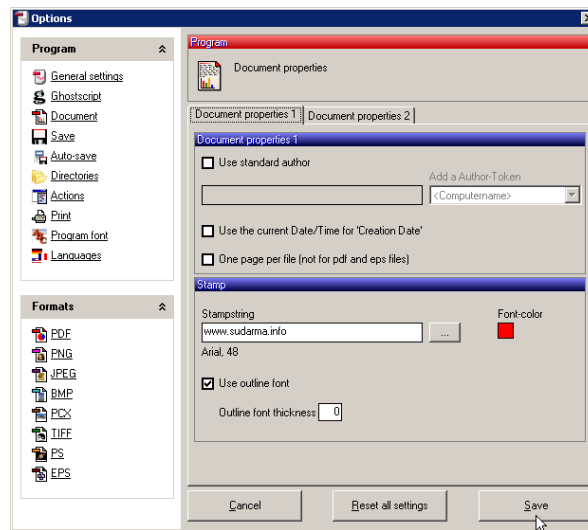 Options
Program
General settings
Ghostscript
Document
Save
Auto-save
Directories
Actions
Print
Program font
Languages
Formats
PDF
PNG
JPEG
BMP
PCX
TIFF
PS
EPS
Program
Document properties
Document properties 1
Document properties 2
Document properties 1
Use standard author
Add a Author-Token
<Computername>
Use the current Date/Time for 'Creation Date'
One page per file (not for pdf and eps files)
Stamp
Stampstring
Font-color
www.sudarma.info
...
Arial, 48
Use outline font
Outline font thickness 0
Cancel
Reset all settings
Save